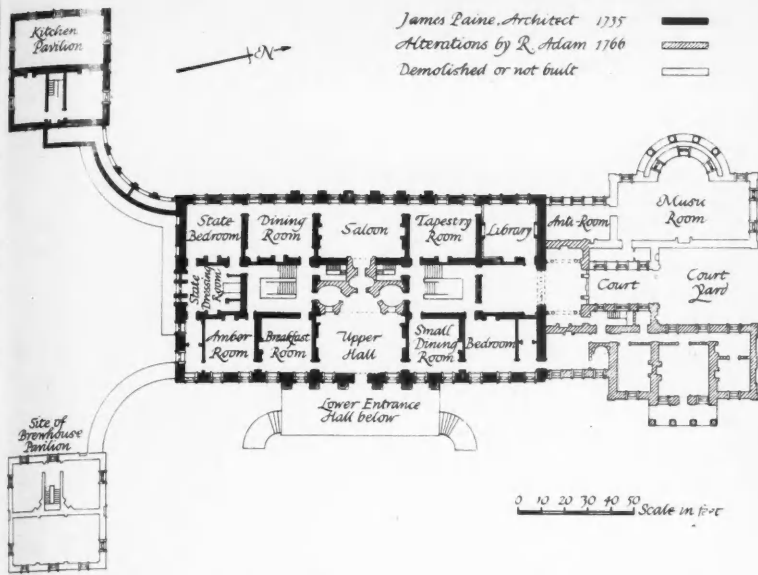 James Paine, Architect 1735
Alterations by R. Adam 1766
Demolished or not built
Kitchen
Pavilion
N
State
Bedroom
Dining
Room
Saloon
Tapestry
Room
Library
Anti-Room
Music
Room
State
Dressing
Room
Court
Court
Yard
Amber
Room
Breakfast
Room
Upper
Hall
Small
Dining
Room
Bedroom
Lower Entrance
Hall below
Site of
Brewhouse
Pavilion
0 10 20 30 40 50 Scale in feet